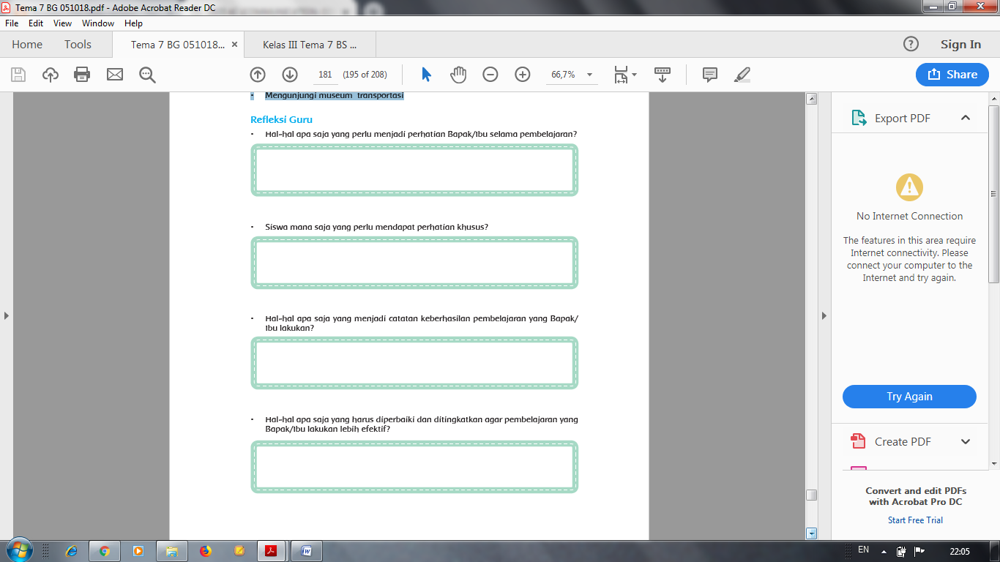 Tema 7 BG 051018.pdf - Adobe Acrobat Reader DC
File Edit View Window Help
Home Tools Tema 7 BG 051018... × Kelas III Tema 7 BS ... Sign In
181 (195 of 208) 66,7% Share
• Mengunjungi museum transportasi
Refleksi Guru
• Hal-hal apa saja yang perlu menjadi perhatian Bapak/Ibu selama pembelajaran?
• Siswa mana saja yang perlu mendapat perhatian khusus?
• Hal-hal apa saja yang menjadi catatan keberhasilan pembelajaran yang Bapak/
Ibu lakukan?
• Hal-hal apa saja yang harus diperbaiki dan ditingkatkan agar pembelajaran yang
Bapak/Ibu lakukan lebih efektif?
Export PDF
No Internet Connection
The features in this area require
Internet connectivity. Please
connect your computer to the
Internet and try again.
Try Again
Create PDF
Convert and edit PDFs
with Acrobat Pro DC
Start Free Trial
EN 22:05